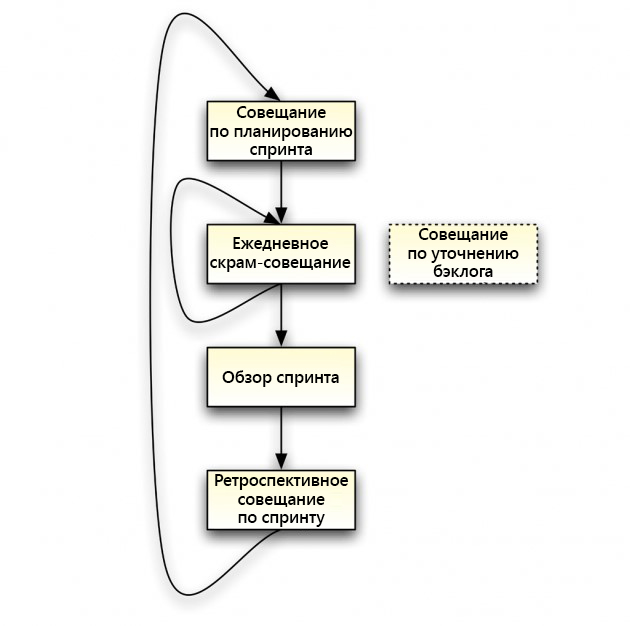 Совещание
по планированию
спринта
Ежедневное
скрам-совещание
Совещание
по уточнению
бэклога
Обзор спринта
Ретроспективное
совещание
по спринту